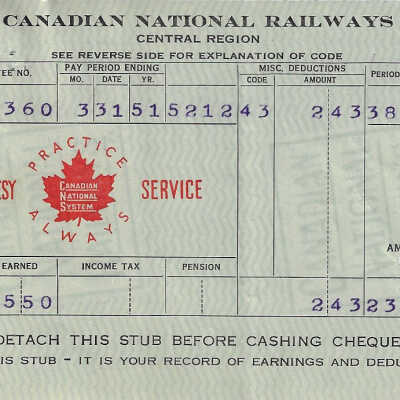 CANADIAN NATIONAL RAILWAYS
CENTRAL REGION
SEE REVERSE SIDE FOR EXPLANATION OF CODE
EE NO. PAY PERIOD ENDING MISC. DEDUCTIONS PERIOD
MO. DATE YR. CODE AMOUNT
360 3 31 51 5212 43 243 38
PRACTICE
ESY CANADIAN NATIONAL SYSTEM SERVICE
ALWAYS
AM
EARNED INCOME TAX PENSION
550 243 23
DETACH THIS STUB BEFORE CASHING CHEQUE
IS STUB - IT IS YOUR RECORD OF EARNINGS AND DEDU